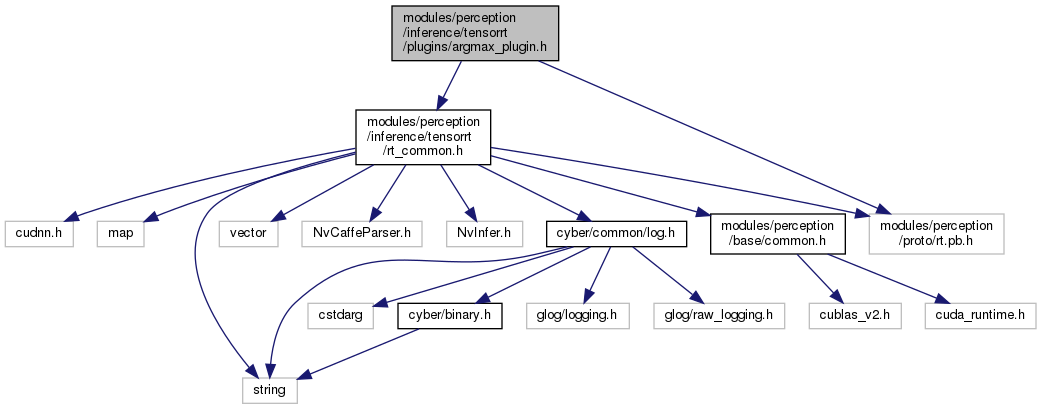 modules/perception
/inference/tensorrt
/plugins/argmax_plugin.h
modules/perception
/inference/tensorrt
/rt_common.h
cudnn.h
map
vector
NvCaffeParser.h
NvInfer.h
cyber/common/log.h
modules/perception
/base/common.h
modules/perception
/proto/rt.pb.h
cstdarg
cyber/binary.h
glog/logging.h
glog/raw_logging.h
cublas_v2.h
cuda_runtime.h
string